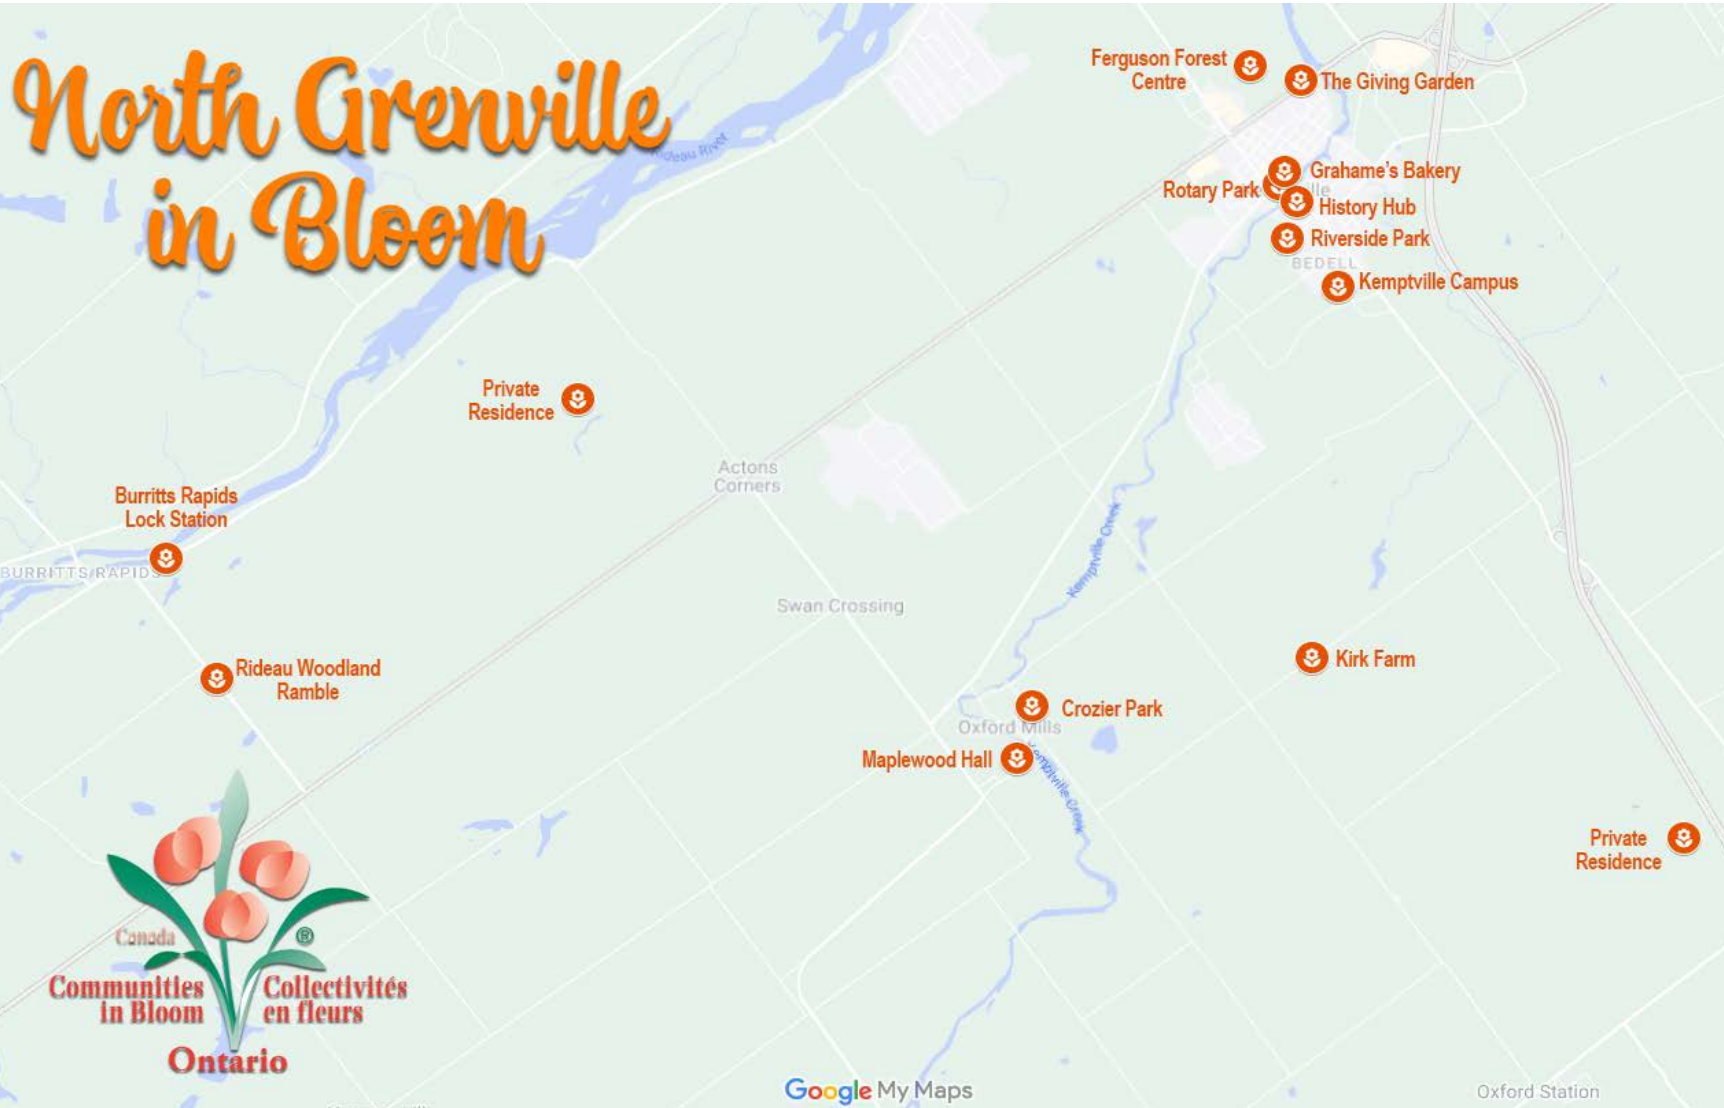 North Grenville
in Bloom
Rideau River
Ferguson Forest
Centre
The Giving Garden
Grahame's Bakery
Rotary Park
History Hub
Riverside Park
BEDELL
Kemptville Campus
Private
Residence
Actons
Corners
Burritts Rapids
Lock Station
BURRITTS RAPIDS
Kemptville Creek
Swan Crossing
Rideau Woodland
Ramble
Kirk Farm
Crozier Park
Oxford Mills
Maplewood Hall
Kemptville Creek
Private
Residence
Canada
®
Communities
in Bloom
Collectivités
en fleurs
Ontario
Google My Maps
Oxford Station